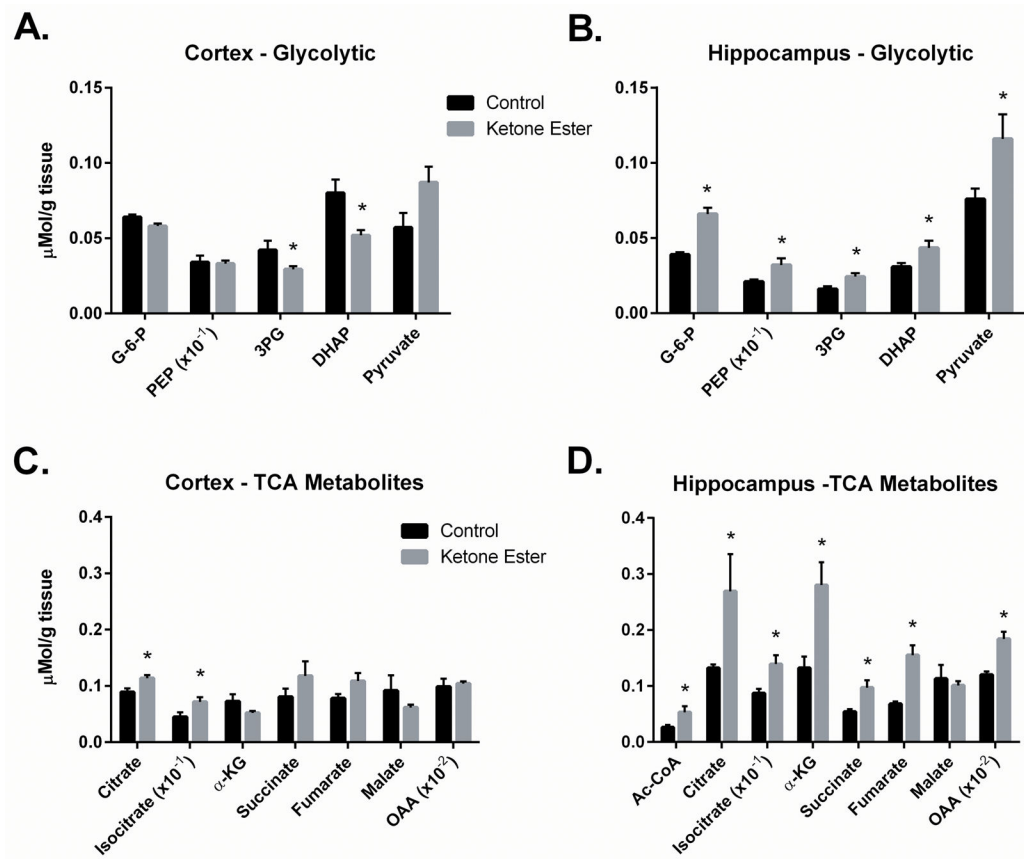 A.
Cortex - Glycolytic
0.15
0.10
0.05
0.00
µMol/g tissue
Control
Ketone Ester
*
*
G-6-P
PEP (x10⁻¹)
3PG
DHAP
Pyruvate
B.
Hippocampus - Glycolytic
0.15
0.10
0.05
0.00
*
*
*
*
*
G-6-P
PEP (x10⁻¹)
3PG
DHAP
Pyruvate
C.
Cortex - TCA Metabolites
0.4
0.3
0.2
0.1
0.0
µMol/g tissue
Control
Ketone Ester
*
*
Citrate
Isocitrate (x10⁻¹)
α-KG
Succinate
Fumarate
Malate
OAA (x10⁻²)
D.
Hippocampus -TCA Metabolites
0.4
0.3
0.2
0.1
0.0
*
*
*
*
*
*
*
Ac-CoA
Citrate
Isocitrate (x10⁻¹)
α-KG
Succinate
Fumarate
Malate
OAA (x10⁻²)